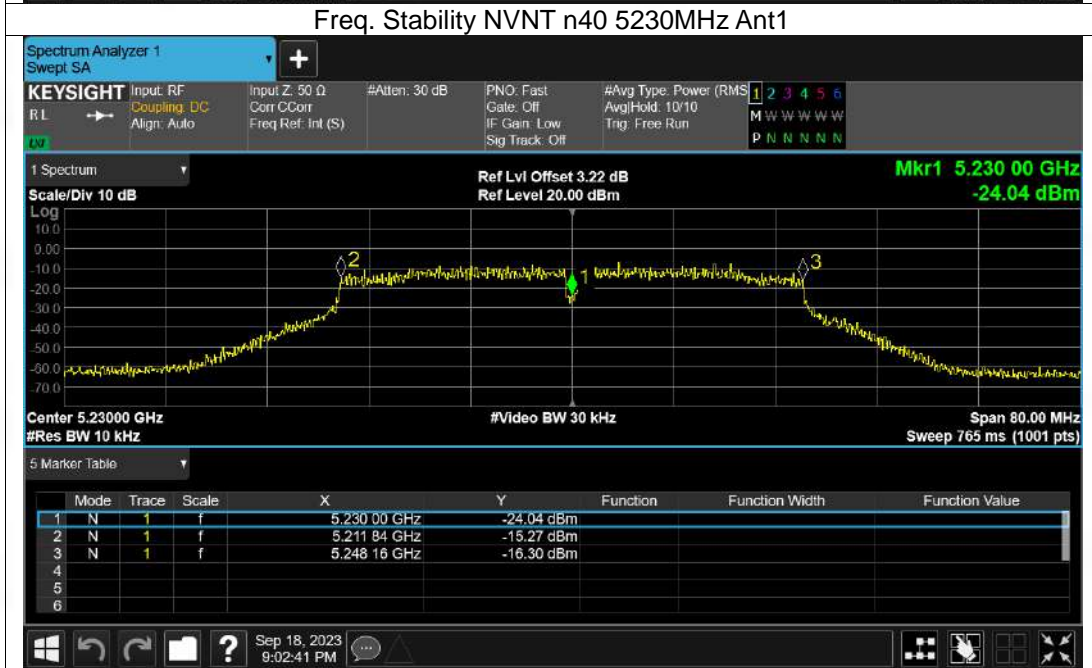 Freq. Stability NVNT n40 5230MHz Ant1
Spectrum Analyzer 1
Swept SA
+
KEYSIGHT Input: RF Input Z: 50 Ω #Atten: 30 dB PNO: Fast #Avg Type: Power (RMS 1 2 3 4 5 6
RL Coupling: DC Corr CCorr Gate: Off Avg|Hold: 10/10 M W W W W W
Align: Auto Freq Ref: Int (S) IF Gain: Low Trig: Free Run
Sig Track: Off P N N N N N
LXI
1 Spectrum Ref Lvl Offset 3.22 dB Mkr1 5.230 00 GHz
Scale/Div 10 dB Ref Level 20.00 dBm -24.04 dBm
Log
10.0
0.00
-10.0
-20.0
-30.0
-40.0
-50.0
-60.0
-70.0
2
1
3
Center 5.23000 GHz #Video BW 30 kHz Span 80.00 MHz
#Res BW 10 kHz Sweep 765 ms (1001 pts)
5 Marker Table
Mode Trace Scale X Y Function Function Width Function Value
1 N 1 f 5.230 00 GHz -24.04 dBm
2 N 1 f 5.211 84 GHz -15.27 dBm
3 N 1 f 5.248 16 GHz -16.30 dBm
4
5
6
? Sep 18, 2023
9:02:41 PM